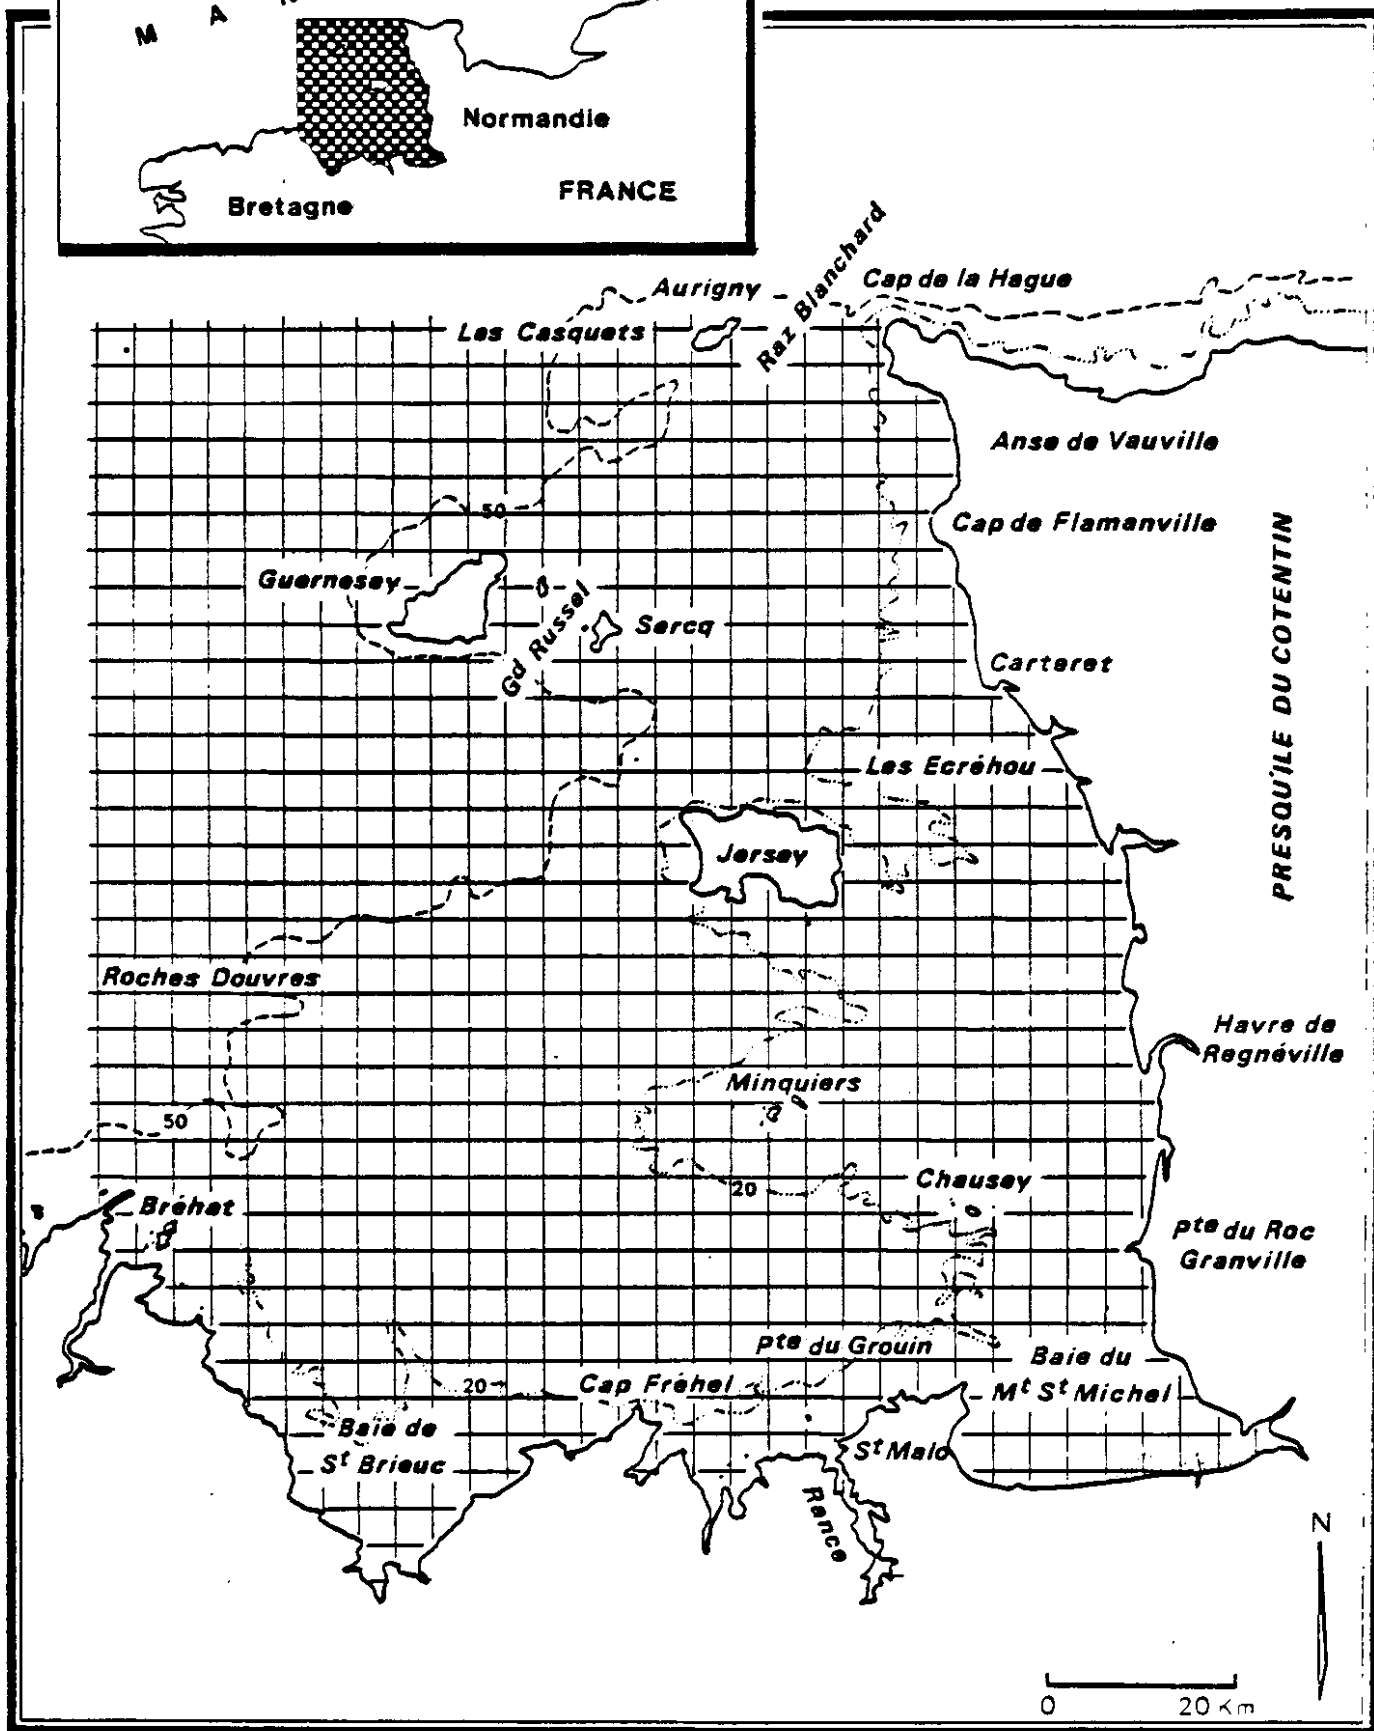 M A
Normandie
Bretagne
FRANCE
Aurigny
Raz Blanchard
Cap de la Hague
Les Casquets
Anse de Vauville
50
Cap de Flamanville
PRESQU'ILE DU COTENTIN
Guernesey
Gd Russel
Sercq
Carteret
Les Ecréhou
Jersey
Roches Douvres
Havre de
Regnéville
Minquiers
50
20
Chausey
Bréhat
Pte du Roc
Granville
Pte du Grouin
Baie du
Mt St Michel
20
Cap Fréhel
Baie de
St Brieuc
St Malo
Rance
N
0 20 Km